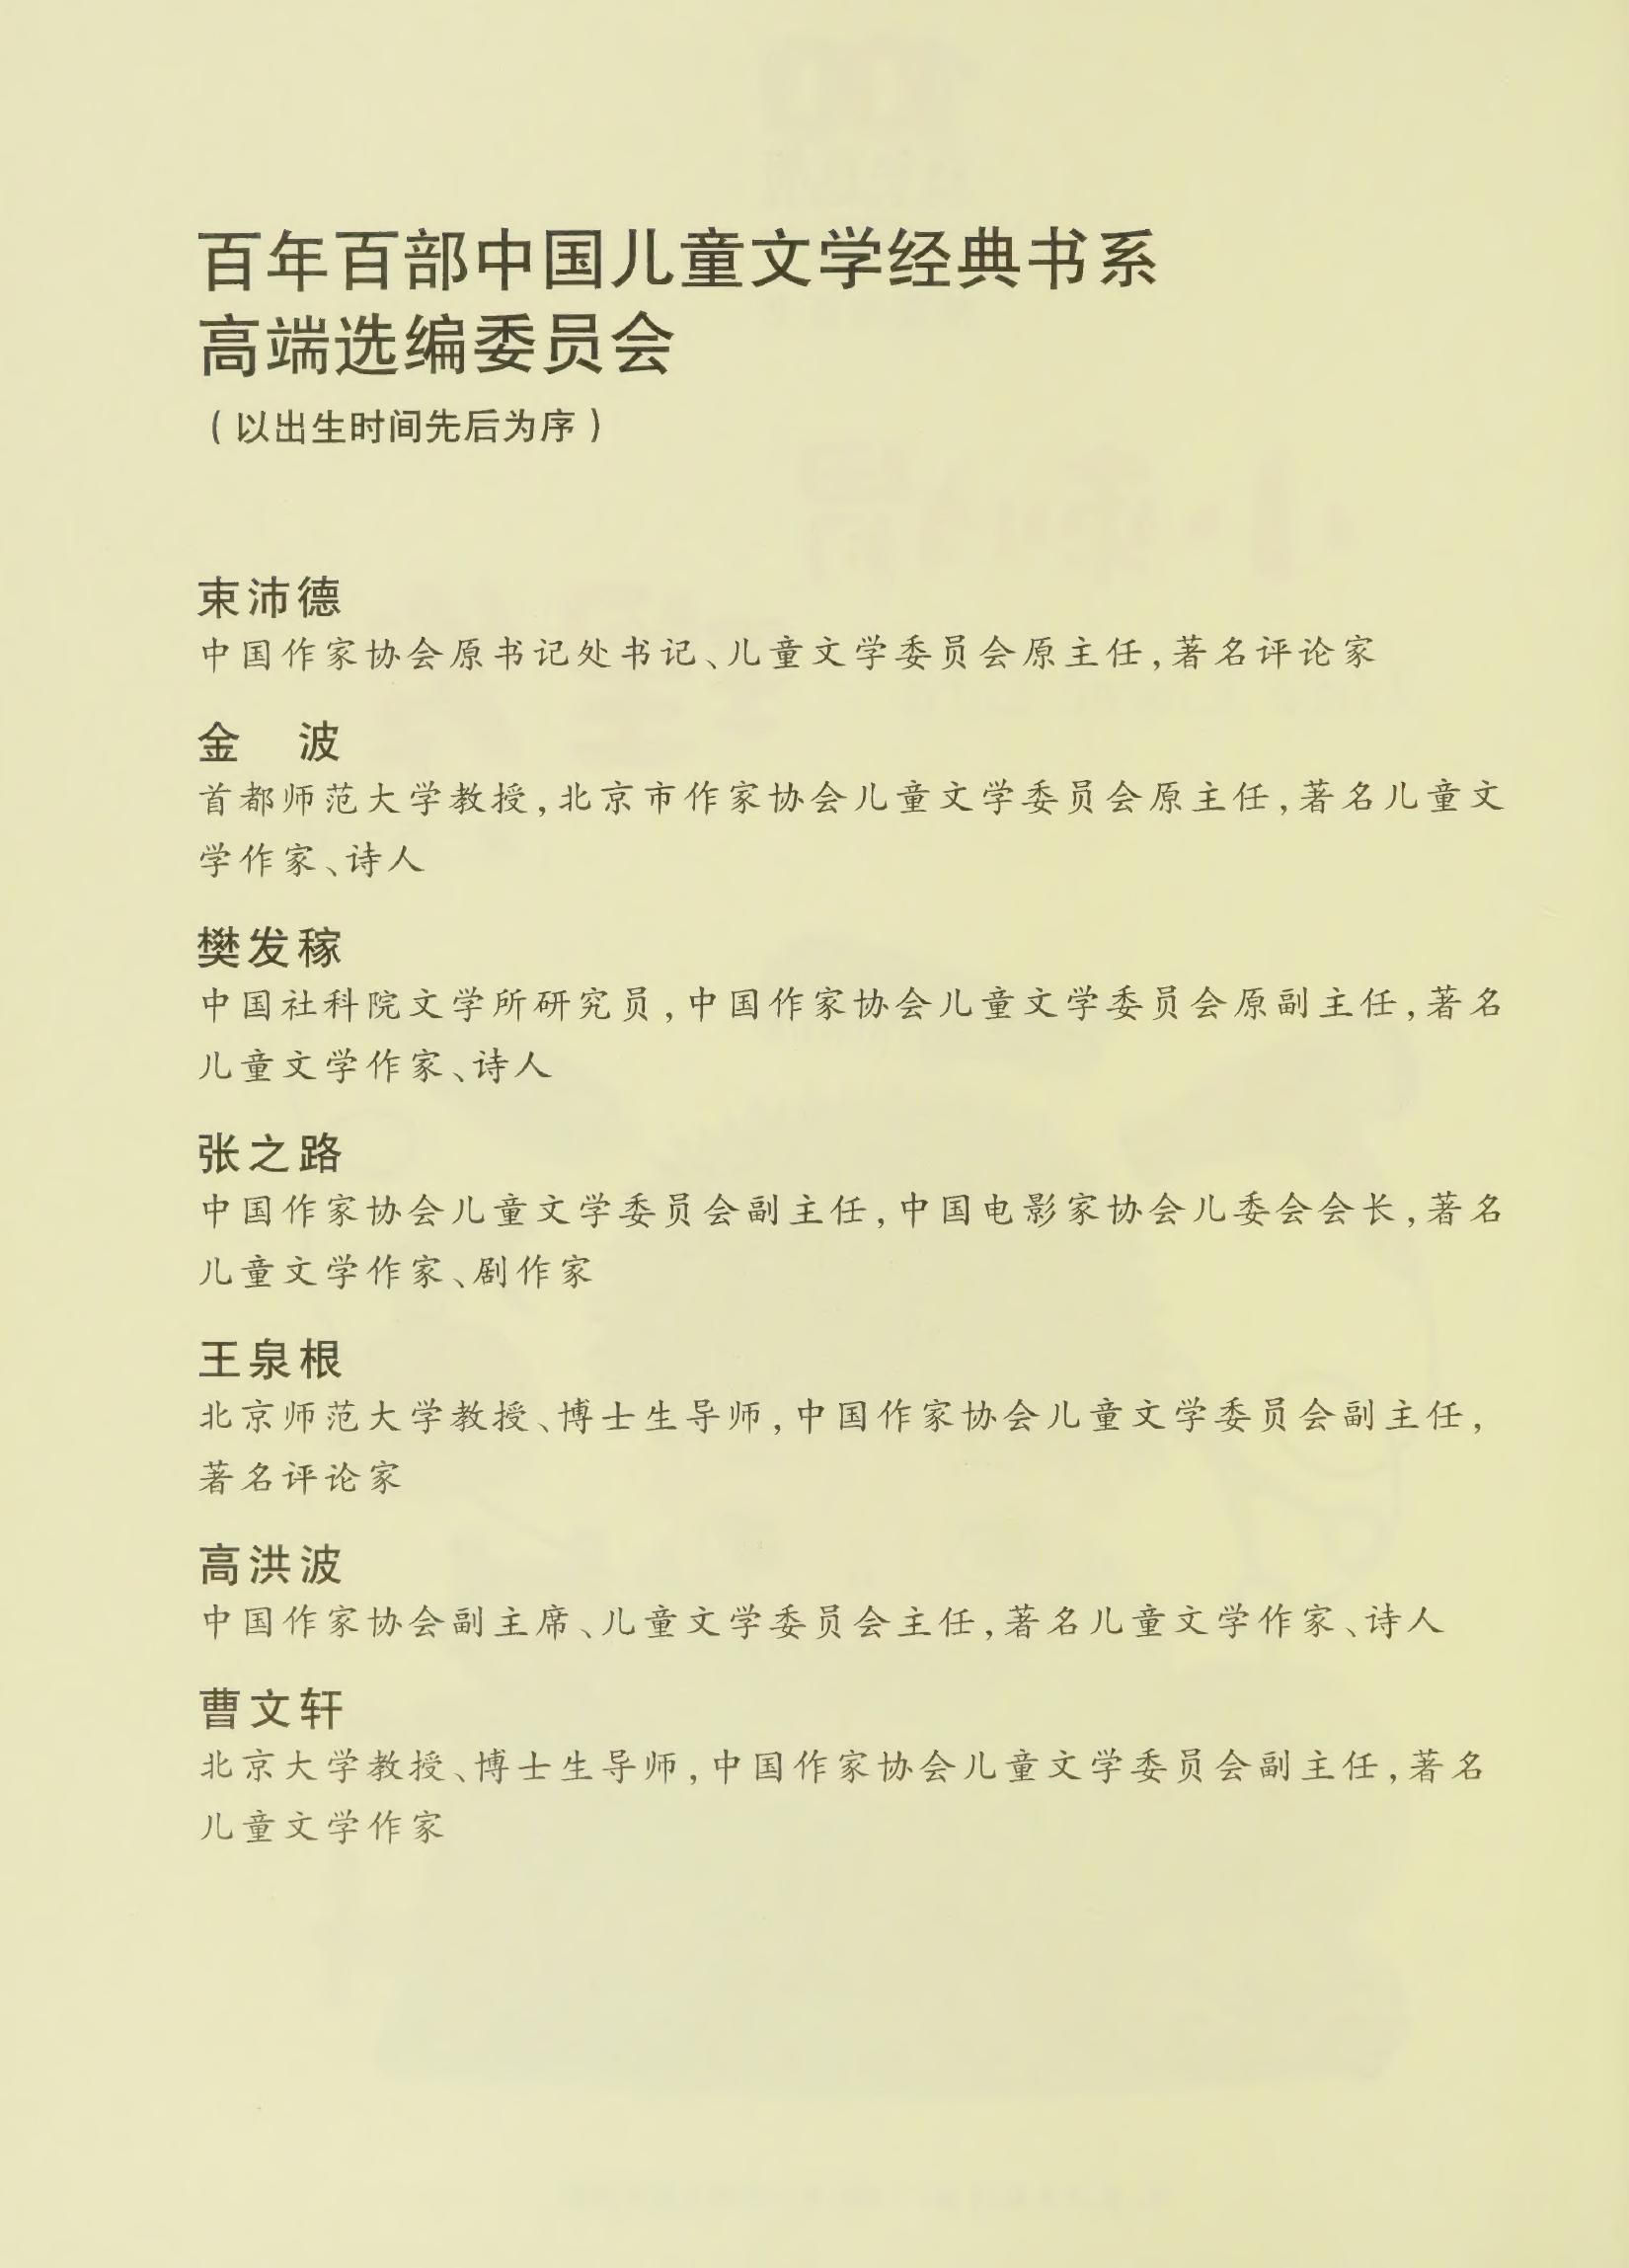 百年百部中国儿童文学经典书系
高端选编委员会
（以出生时间先后为序）
束沛德
中国作家协会原书记处书记、儿童文学委员会原主任,著名评论家
金　波
首都师范大学教授,北京市作家协会儿童文学委员会原主任,著名儿童文
学作家、诗人
樊发稼
中国社科院文学所研究员,中国作家协会儿童文学委员会原副主任,著名
儿童文学作家、诗人
张之路
中国作家协会儿童文学委员会副主任,中国电影家协会儿委会会长,著名
儿童文学作家、剧作家
王泉根
北京师范大学教授、博士生导师,中国作家协会儿童文学委员会副主任,
著名评论家
高洪波
中国作家协会副主席、儿童文学委员会主任,著名儿童文学作家、诗人
曹文轩
北京大学教授、博士生导师,中国作家协会儿童文学委员会副主任,著名
儿童文学作家